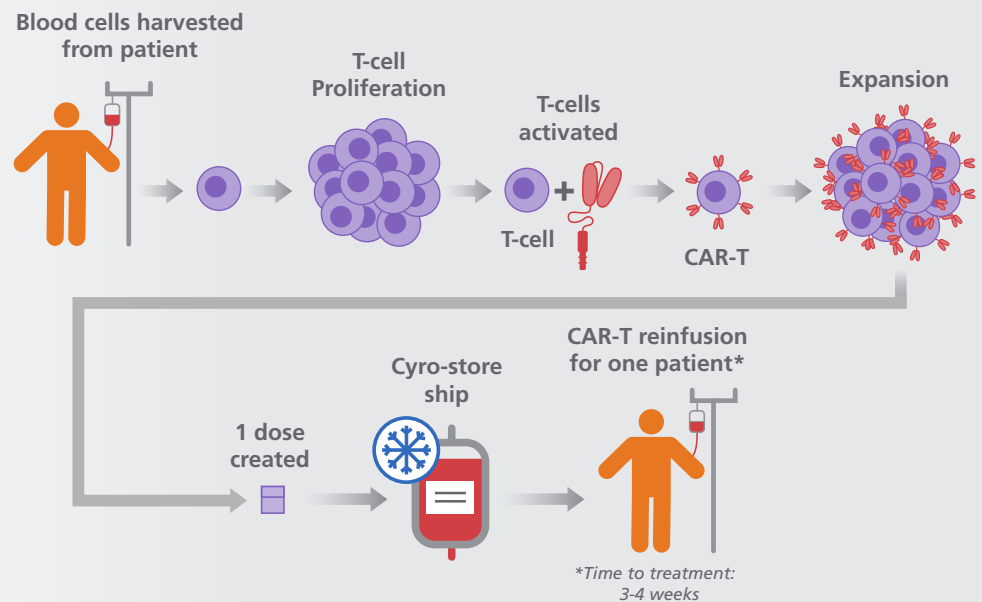 Blood cells harvested
from patient
T-cell
Proliferation
T-cells
activated
T-cell
CAR-T
Expansion
1 dose
created
Cyro-store
ship
CAR-T reinfusion
for one patient*
*Time to treatment:
3-4 weeks